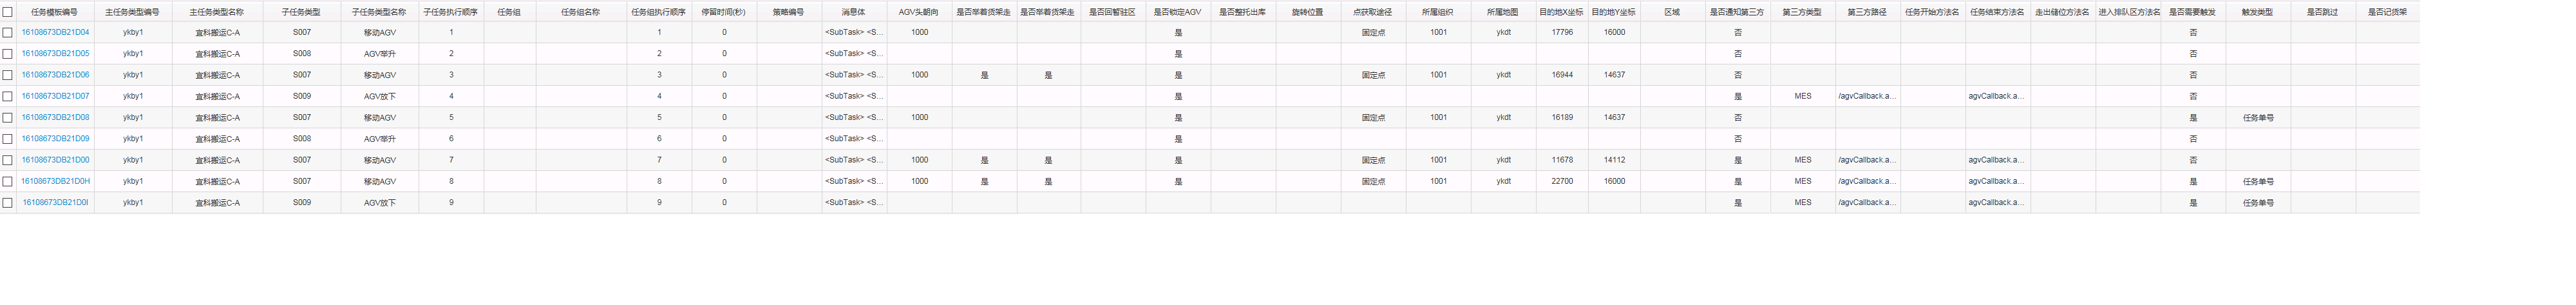 任务模板编号 主任务类型编号 主任务类型名称 子任务类型 子任务类型名称 子任务执行顺序 任务组 任务组名称 任务组执行顺序 停留时间(秒) 策略编号 消息体 AGV头朝向 是否举着货架走 是否举着货架走 是否回暂驻区 是否锁定AGV 是否整托出库 旋转位置 点获取途径 所属组织 所属地图 目的地X坐标 目的地Y坐标 区域 是否通知第三方 第三方类型 第三方路径 任务开始方法名 任务结束方法名 走出储位方法名 进入排队区方法名 是否需要触发 触发类型 是否跳过 是否记货架
16108673DB21D04 ykby1 宜科搬运C-A S007 移动AGV 1 1 0 <SubTask> <S... 1000 是 固定点 1001 ykdt 17796 16000 否 否
16108673DB21D05 ykby1 宜科搬运C-A S008 AGV举升 2 2 0 <SubTask> <S... 是 否 否
16108673DB21D06 ykby1 宜科搬运C-A S007 移动AGV 3 3 0 <SubTask> <S... 1000 是 是 是 固定点 1001 ykdt 16944 14637 否 否
16108673DB21D07 ykby1 宜科搬运C-A S009 AGV放下 4 4 0 <SubTask> <S... 是 是 MES /agvCallback.a... agvCallback.a... 否
16108673DB21D08 ykby1 宜科搬运C-A S007 移动AGV 5 5 0 <SubTask> <S... 1000 是 固定点 1001 ykdt 16189 14637 否 是 任务单号
16108673DB21D09 ykby1 宜科搬运C-A S008 AGV举升 6 6 0 <SubTask> <S... 是 否 否
16108673DB21D00 ykby1 宜科搬运C-A S007 移动AGV 7 7 0 <SubTask> <S... 1000 是 是 是 固定点 1001 ykdt 11678 14112 是 MES /agvCallback.a... agvCallback.a... 否
16108673DB21D0H ykby1 宜科搬运C-A S007 移动AGV 8 8 0 <SubTask> <S... 1000 是 是 是 固定点 1001 ykdt 22700 16000 是 MES /agvCallback.a... agvCallback.a... 是 任务单号
16108673DB21D0I ykby1 宜科搬运C-A S009 AGV放下 9 9 0 <SubTask> <S... 是 是 MES /agvCallback.a... agvCallback.a... 是 任务单号